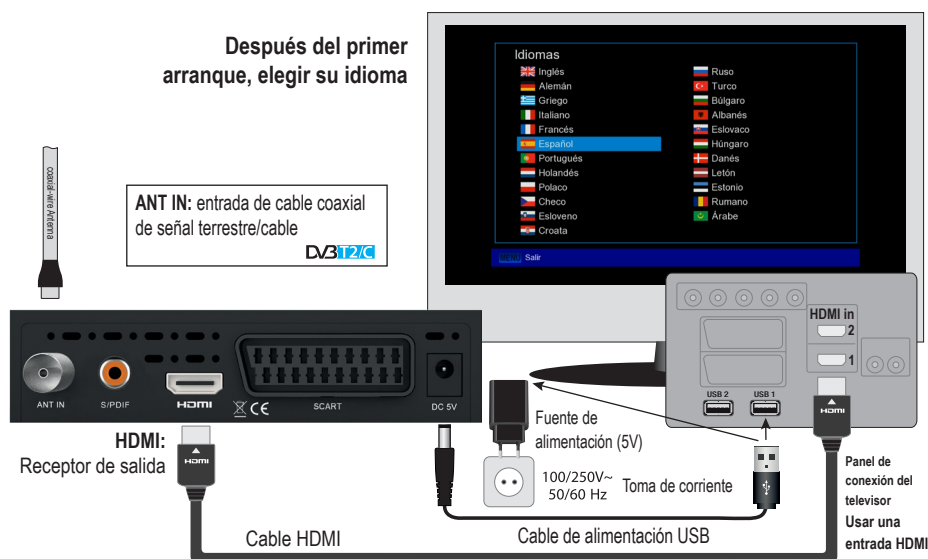 Después del primer
arranque, elegir su idioma
Idiomas
Inglés
Alemán
Griego
Italiano
Francés
Español
Portugués
Holandés
Polaco
Checo
Esloveno
Croata
Ruso
Turco
Búlgaro
Albanés
Eslovaco
Húngaro
Danés
Letón
Estonio
Rumano
Árabe
MENU Salir
coaxial-wire Antenna
ANT IN: entrada de cable coaxial
de señal terrestre/cable
DVB T2/C
ANT IN
S/PDIF
HDMI
CE
SCART
DC 5V
HDMI in
2
1
USB 2
USB 1
HDMI
HDMI:
Receptor de salida
HDMI
Fuente de
alimentación (5V)
100/250V~
50/60 Hz
Toma de corriente
Cable HDMI
Cable de alimentación USB
Panel de
conexión del
televisor
Usar una
entrada HDMI